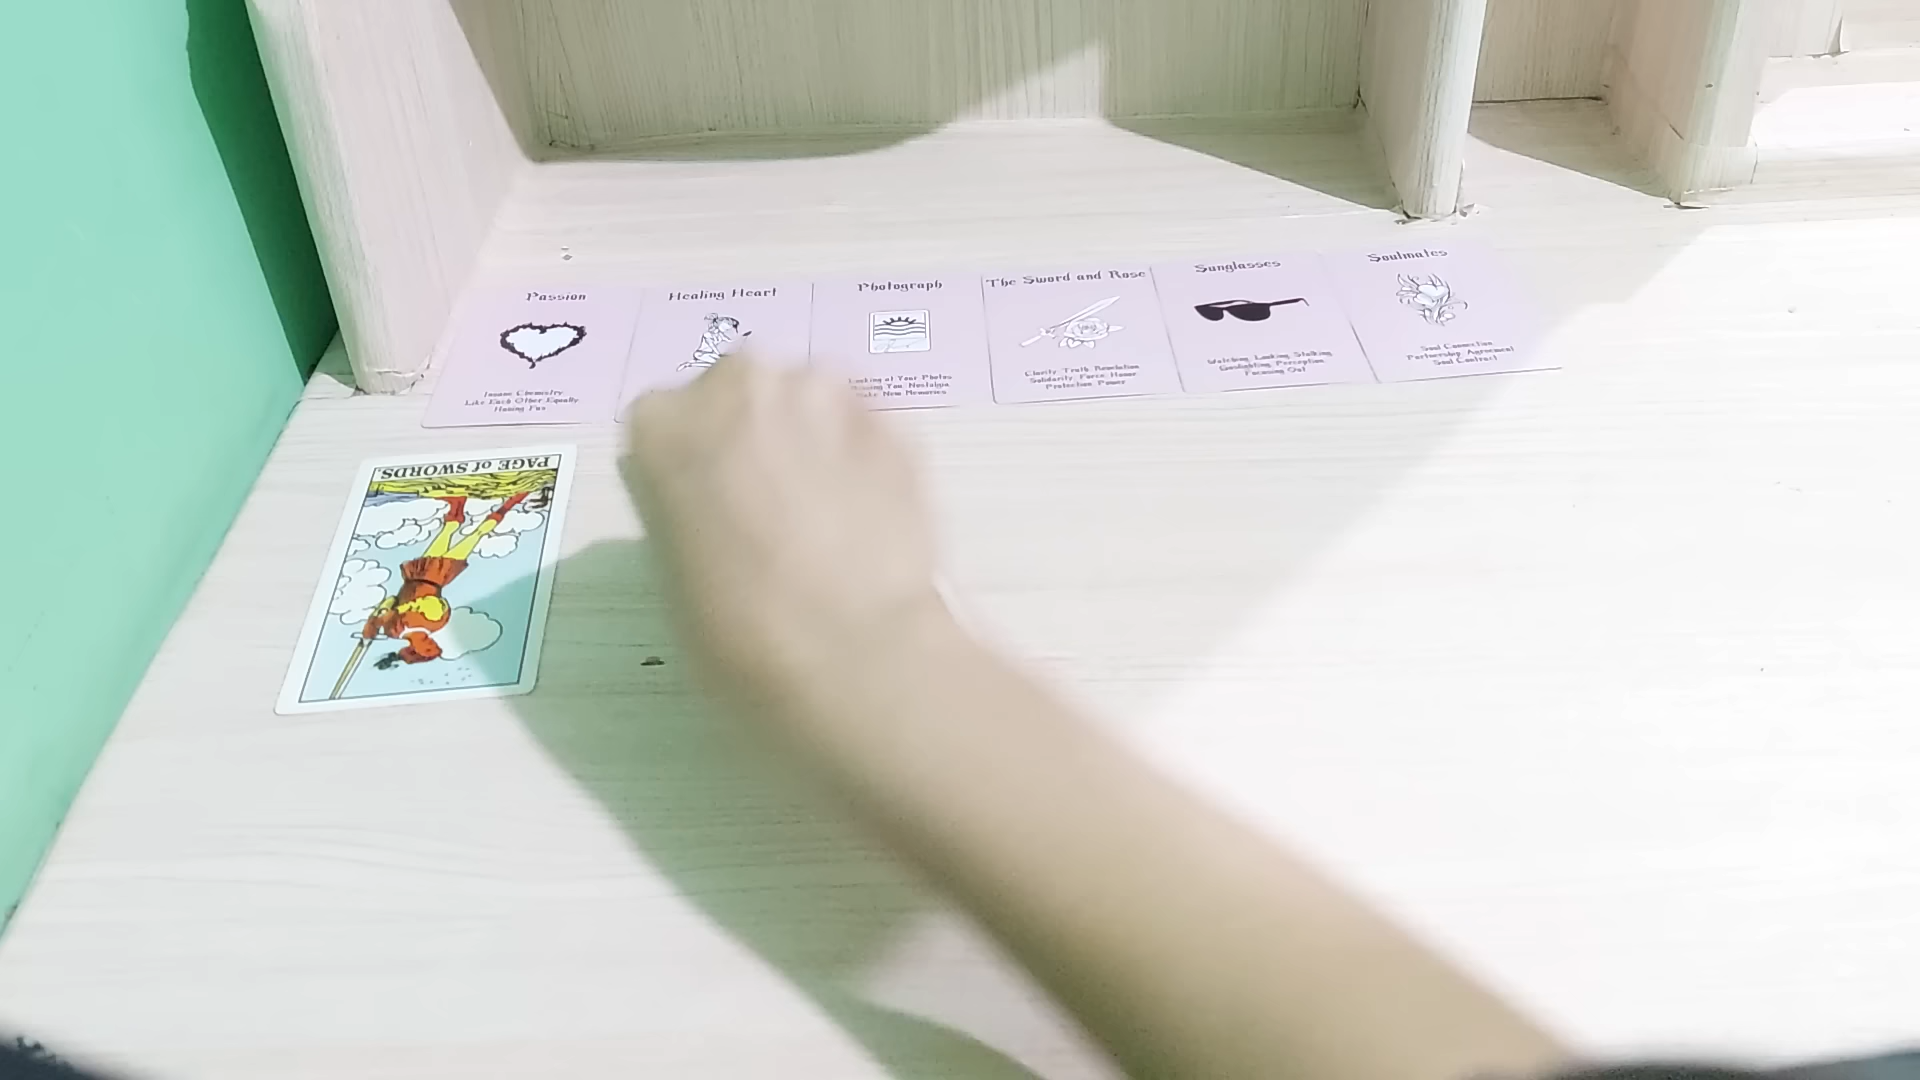 Passion
Insane Chemistry
Like Each Other Equally
Having Fun
Healing Heart
Photograph
Looking at Your Photos
Missing You, Nostalgia,
Make New Memories
The Sword and Rose
Clarity, Truth, Resolution
Solidarity, Force, Honor
Protection, Power
Sunglasses
Watching, Looking, Stalking
Gaslighting, Perception
Focusing Out
Soulmates
Soul Connection
Partnership, Agreement
Soul Contract
PAGE of SWORDS.